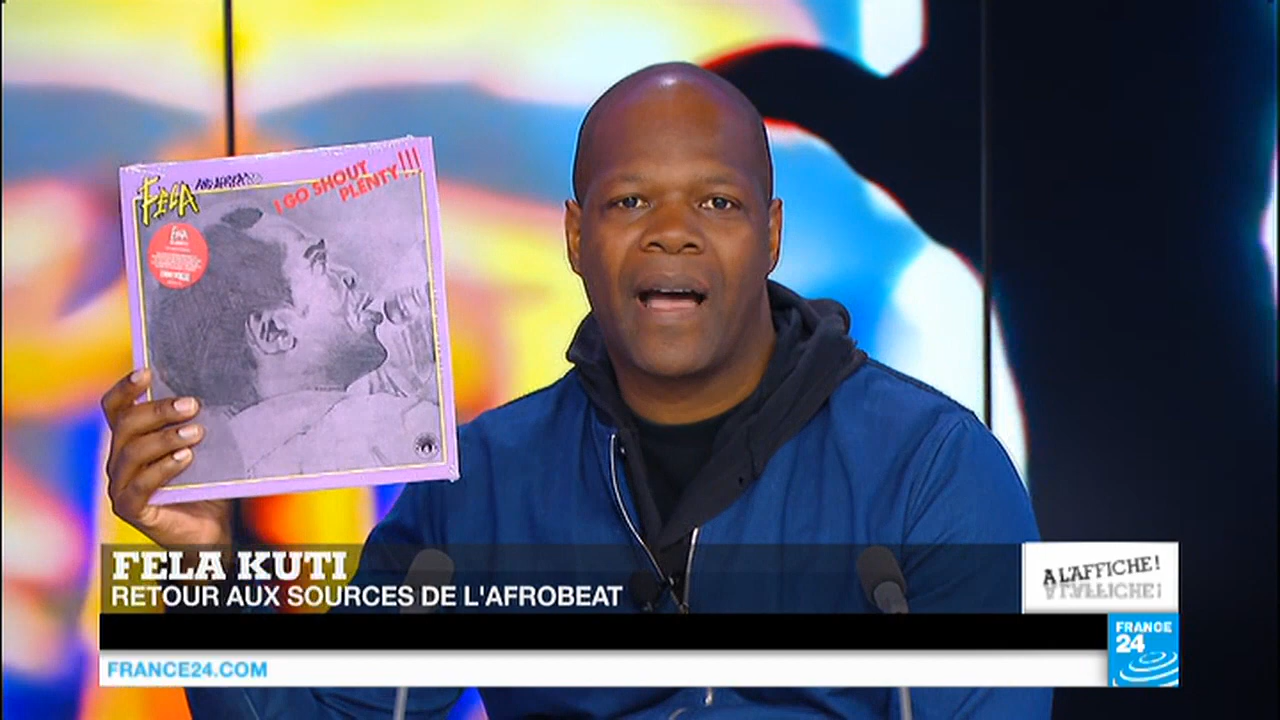 FELA
I GO SHOUT
PLENTY!!!
FELA KUTI
RETOUR AUX SOURCES DE L'AFROBEAT
A L'AFFICHE!
FRANCE
24
FRANCE24.COM